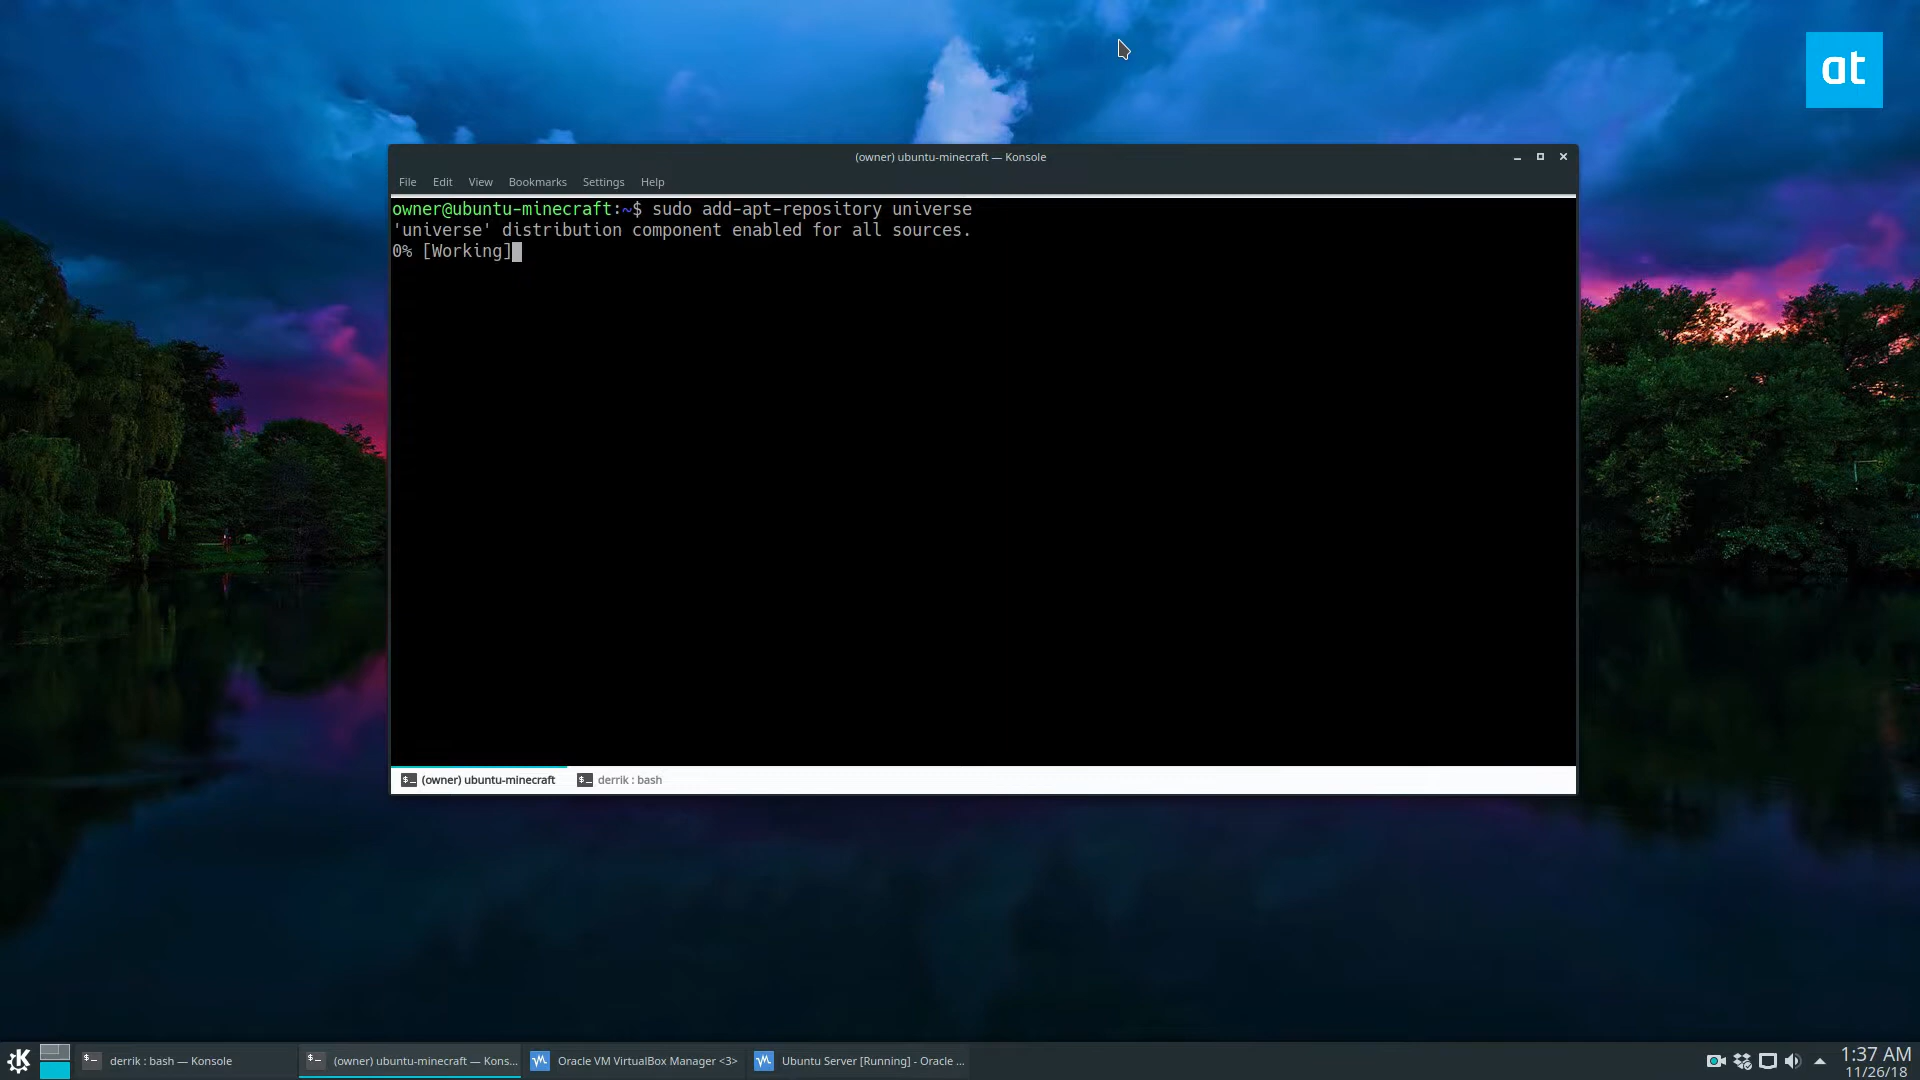 at
(owner) ubuntu-minecraft — Konsole
File Edit View Bookmarks Settings Help
owner@ubuntu-minecraft:~$ sudo add-apt-repository universe
'universe' distribution component enabled for all sources.
0% [Working]
(owner) ubuntu-minecraft derrik : bash
derrik : bash — Konsole (owner) ubuntu-minecraft — Kons... Oracle VM VirtualBox Manager <3> Ubuntu Server [Running] - Oracle ... 1:37 AM
11/26/18